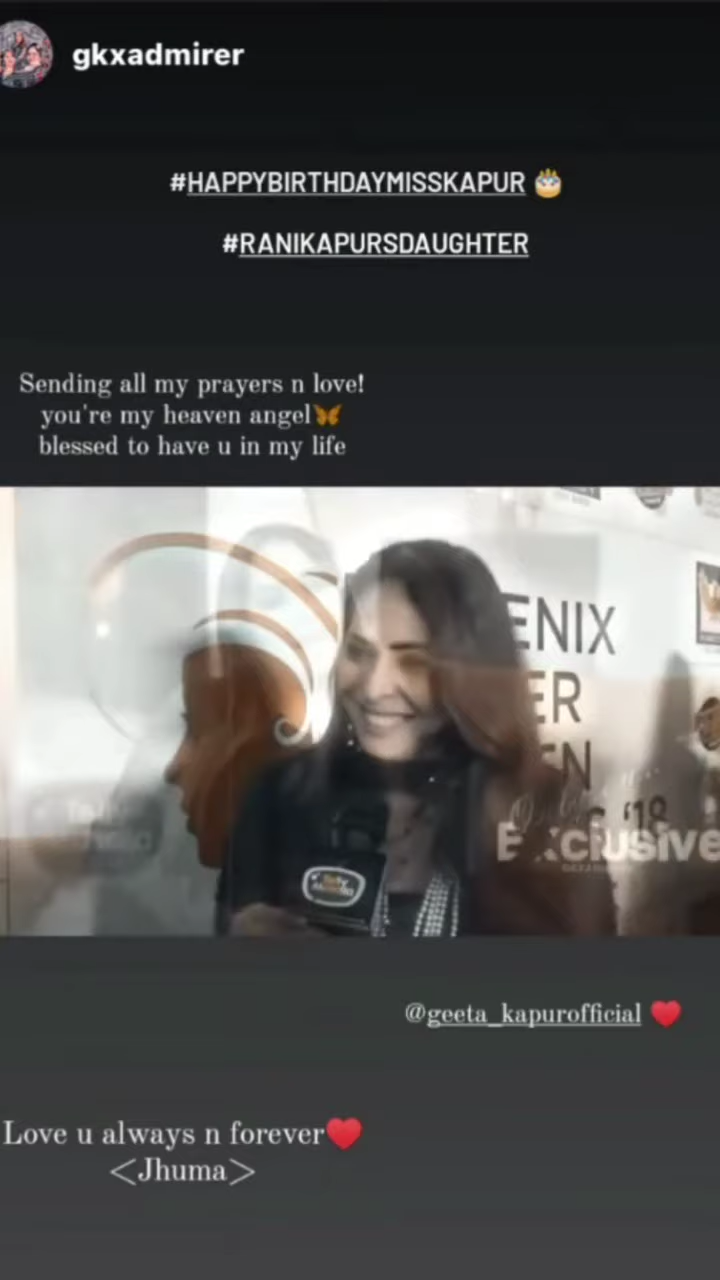 gkxadmirer
#HAPPYBIRTHDAYMISSKAPUR 🎂
#RANIKAPURSDAUGHTER
Sending all my prayers n love!
you're my heaven angel🦋
blessed to have u in my life
ENIX
ER
EN
'18
Exclusive
@geeta_kapurofficial ♥️
Love u always n forever♥️
<Jhuma>